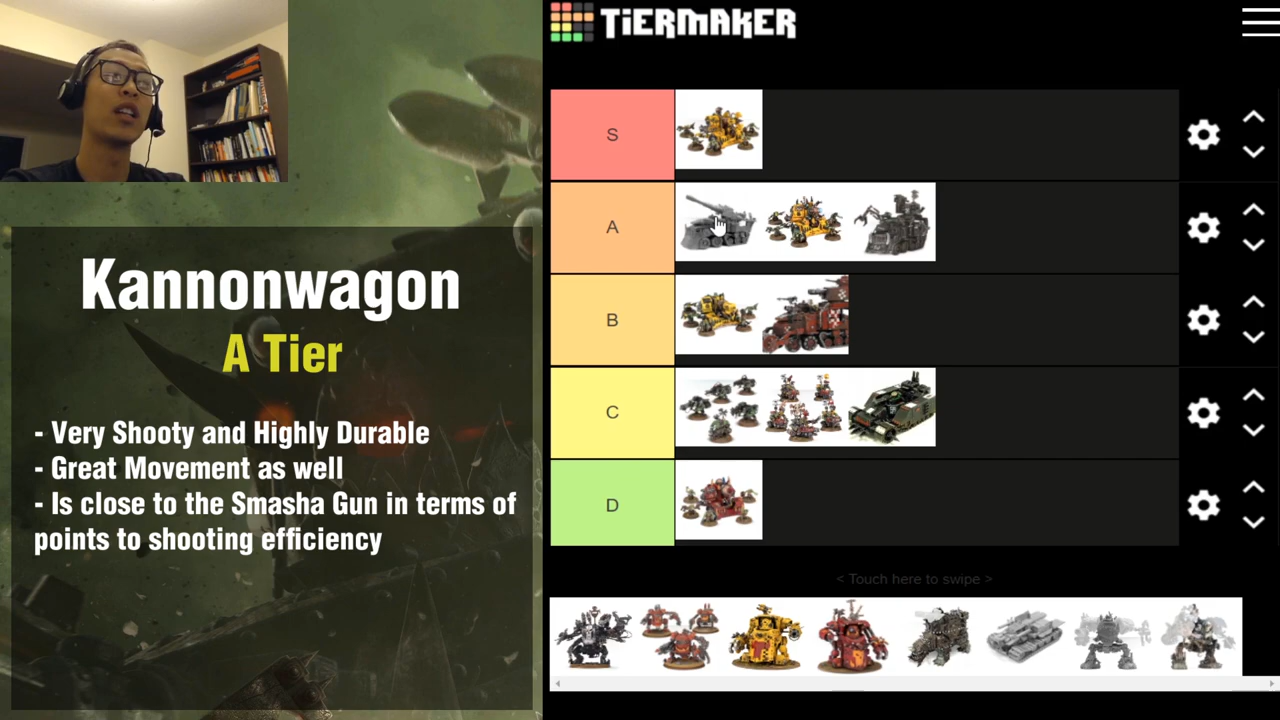 TiERMAKER
Kannonwagon
A Tier
- Very Shooty and Highly Durable
- Great Movement as well
- Is close to the Smasha Gun in terms of
points to shooting efficiency
S
A
B
C
D
< Touch here to swipe >